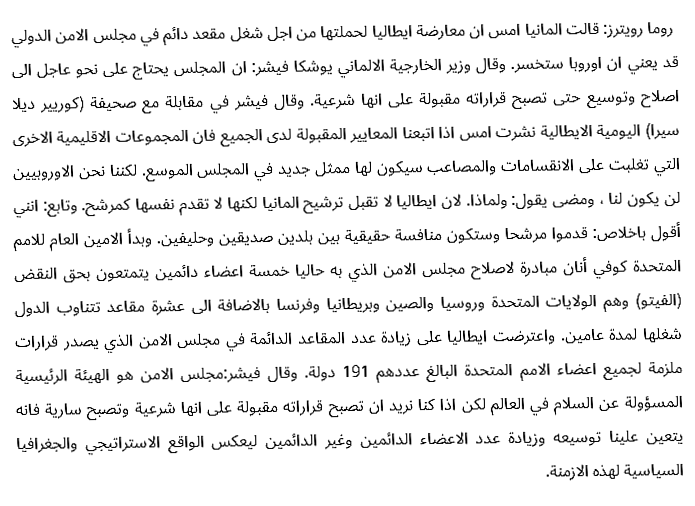 روما رويترز: قالت المانيا امس ان معارضة ايطاليا لحملتها من اجل شغل مقعد دائم في مجلس الامن الدولي
قد يعني ان اوروبا ستخسر. وقال وزير الخارجية الالماني يوشكا فيشر: ان المجلس يحتاج على نحو عاجل الى
اصلاح وتوسيع حتى تصبح قراراته مقبولة على انها شرعية. وقال فيشر في مقابلة مع صحيفة (كوريير ديلا
سيرا) اليومية الايطالية نشرت امس اذا اتبعنا المعايير المقبولة لدى الجميع فان المجموعات الاقليمية الاخرى
التي تغلبت على الانقسامات والمصاعب سيكون لها ممثل جديد في المجلس الموسع. لكننا نحن الاوروبيين
لن يكون لنا ، ومضى يقول: ولماذا. لان ايطاليا لا تقبل ترشيح المانيا لكنها لا تقدم نفسها كمرشح. وتابع: انني
أقول باخلاص: قدموا مرشحا وستكون منافسة حقيقية بين بلدين صديقين وحليفين. وبدأ الامين العام للامم
المتحدة كوفي أنان مبادرة لاصلاح مجلس الامن الذي به حاليا خمسة اعضاء دائمين يتمتعون بحق النقض
(الفيتو) وهم الولايات المتحدة وروسيا والصين وبريطانيا وفرنسا بالاضافة الى عشرة مقاعد تتناوب الدول
شغلها لمدة عامين. واعترضت ايطاليا على زيادة عدد المقاعد الدائمة في مجلس الامن الذي يصدر قرارات
ملزمة لجميع اعضاء الامم المتحدة البالغ عددهم 191 دولة. وقال فيشر:مجلس الامن هو الهيئة الرئيسية
المسؤولة عن السلام في العالم لكن اذا كنا نريد ان تصبح قراراته مقبولة على انها شرعية وتصبح سارية فانه
يتعين علينا توسيعه وزيادة عدد الاعضاء الدائمين وغير الدائمين ليعكس الواقع الاستراتيجي والجغرافيا
السياسية لهذه الازمنة.